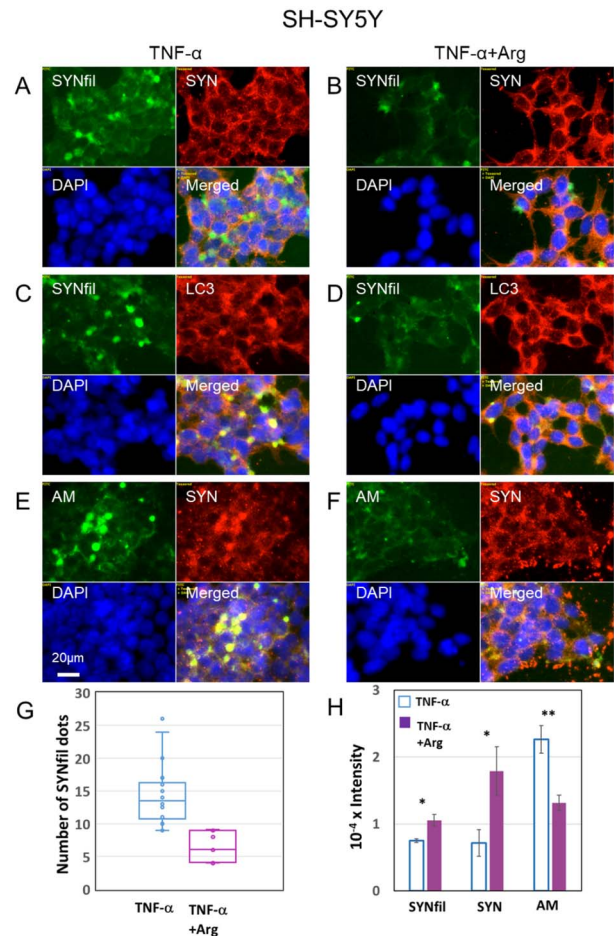 SH-SY5Y
TNF-α
TNF-α+Arg
A
SYNfil
SYN
DAPI
Merged
B
SYNfil
SYN
DAPI
Merged
C
SYNfil
LC3
DAPI
Merged
D
SYNfil
LC3
DAPI
Merged
E
AM
SYN
DAPI
Merged
20µm
F
AM
SYN
DAPI
Merged
G
Number of SYNfil dots
30
25
20
15
10
5
0
TNF-α
TNF-α
+Arg
H
10⁻⁴ x Intensity
3
2
1
0
TNF-α
TNF-α
+Arg
*
*
**
SYNfil
SYN
AM